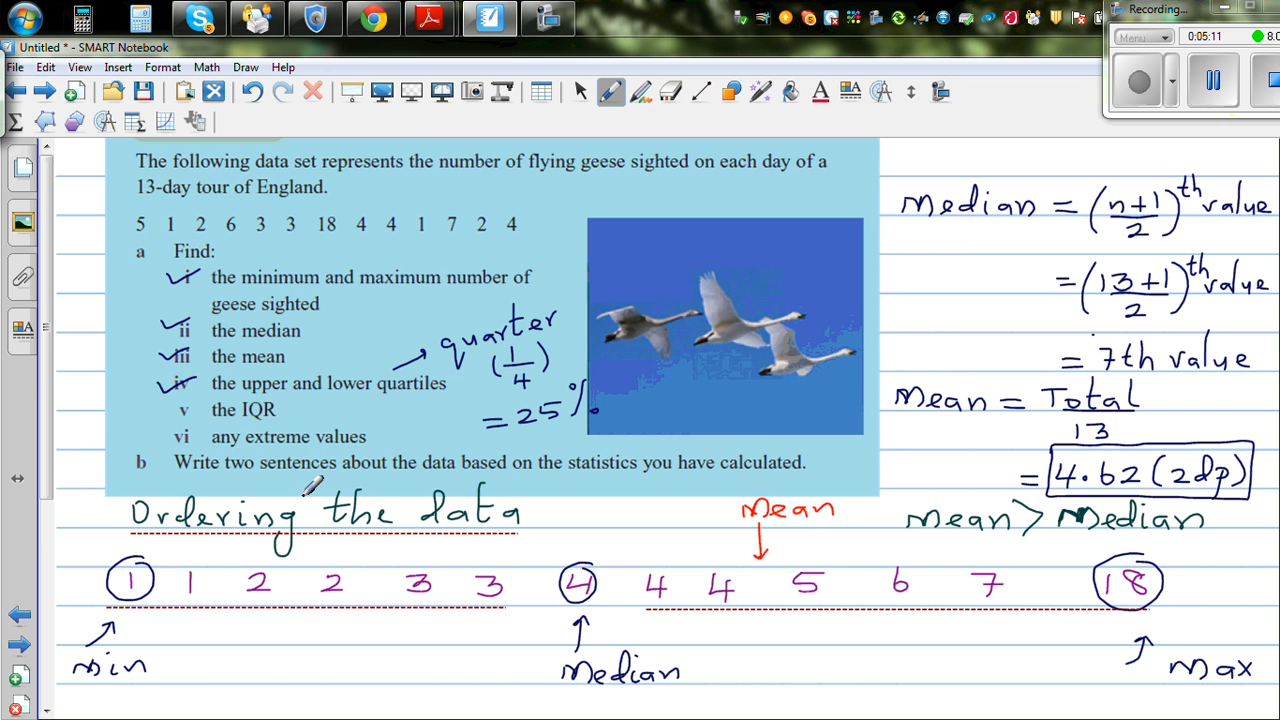 Recording...
Menu
0:05:11
8.0
Untitled * - SMART Notebook
File Edit View Insert Format Math Draw Help
The following data set represents the number of flying geese sighted on each day of a
13-day tour of England.
5 1 2 6 3 3 18 4 4 1 7 2 4
a Find:
i the minimum and maximum number of
geese sighted
ii the median
iii the mean
iv the upper and lower quartiles
v the IQR
vi any extreme values
b Write two sentences about the data based on the statistics you have calculated.
quarter
(1/4)
= 25%
Median = (n+1/2)th value
= (13+1/2)th value
= 7th value
Mean = Total/13
= 4.62 (2dp)
Mean > Median
Ordering the data
Mean
1 1 2 2 3 3 4 4 4 5 6 7 18
Min
Median
Max